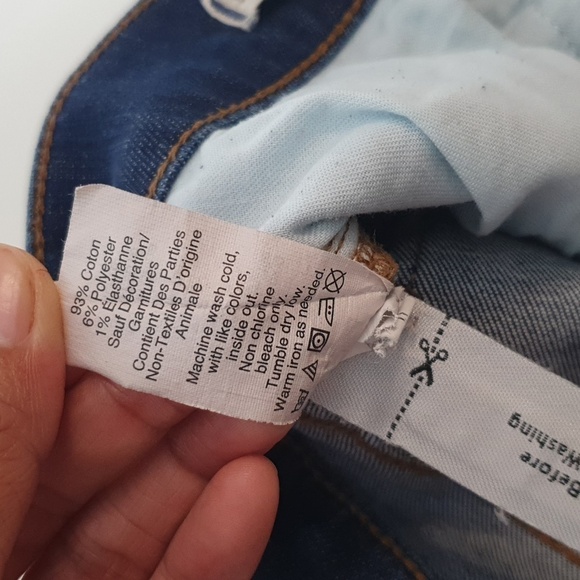 93% Coton
6% Polyester
1% Élasthanne
Sauf Décoration/
Garnitures
Contient Des Parties
Non-Textiles D'Origine
Animale
Machine wash cold,
with like colors,
inside out.
Non chlorine
bleach only.
Tumble dry low.
Warm iron as needed.
Before
Washing